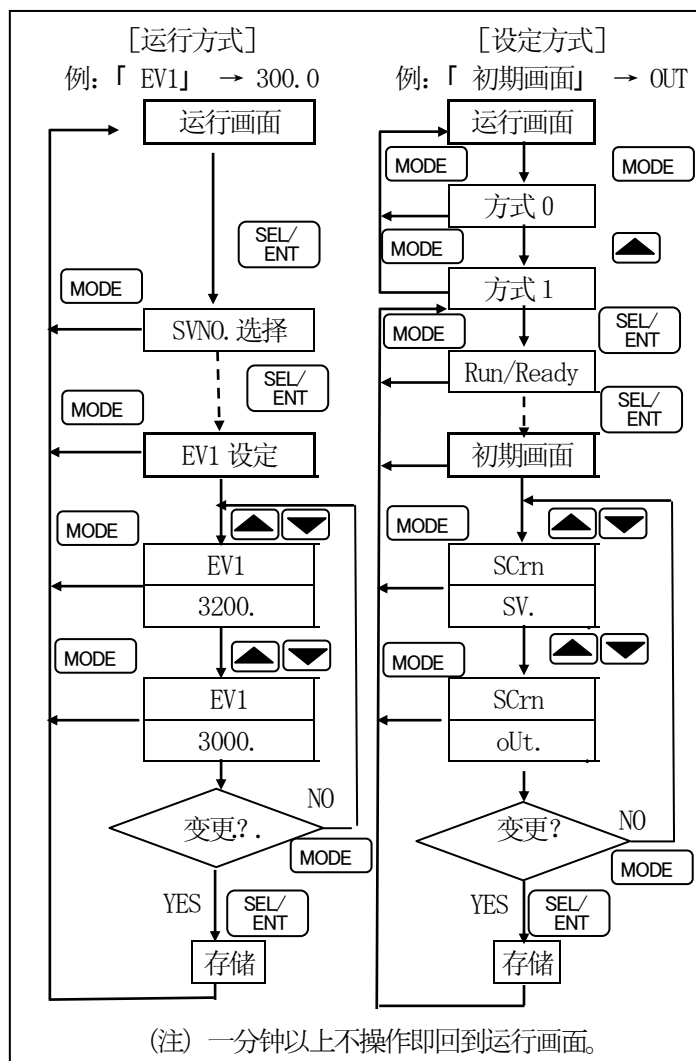 [运行方式]
例:「 EV1」 → 300.0
运行画面
SEL/
ENT
MODE
SVNO.选择
SEL/
ENT
MODE
EV1 设定
MODE
EV1
3200.
MODE
EV1
3000.
变更?.
NO
MODE
YES
SEL/
ENT
存储
[设定方式]
例:「 初期画面」 → OUT
运行画面
MODE
MODE
方式 0
MODE
方式 1
MODE
SEL/
ENT
Run/Ready
SEL/
ENT
初期画面
MODE
SCrn
SV.
MODE
SCrn
oUt.
变更?
NO
MODE
YES
SEL/
ENT
存储
(注) 一分钟以上不操作即回到运行画面。